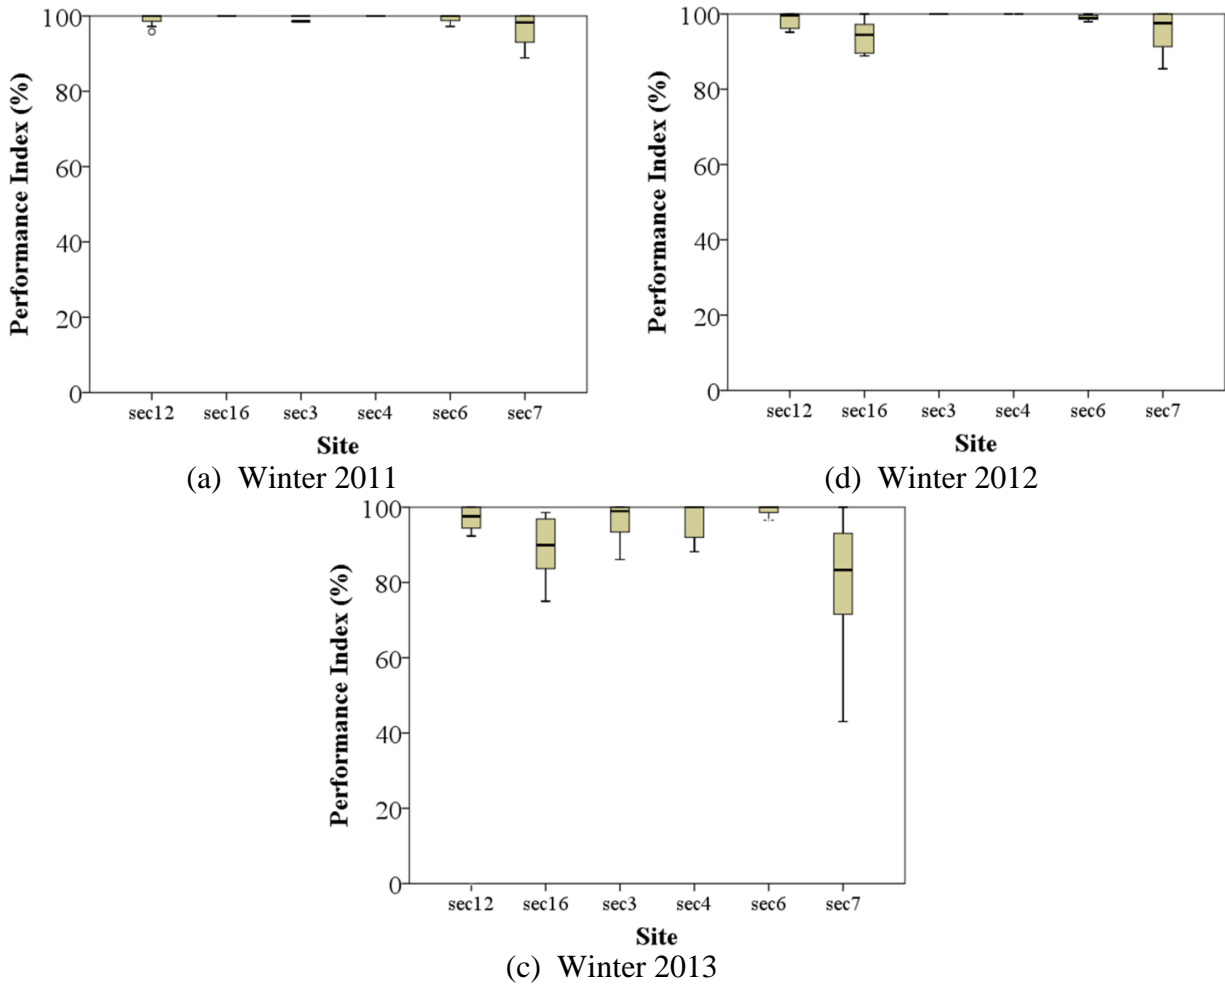 Performance Index (%)
100
80
60
40
20
0
sec12 sec16 sec3 sec4 sec6 sec7
Site
(a) Winter 2011
Performance Index (%)
100
80
60
40
20
0
sec12 sec16 sec3 sec4 sec6 sec7
Site
(d) Winter 2012
Performance Index (%)
100
80
60
40
20
0
sec12 sec16 sec3 sec4 sec6 sec7
Site
(c) Winter 2013